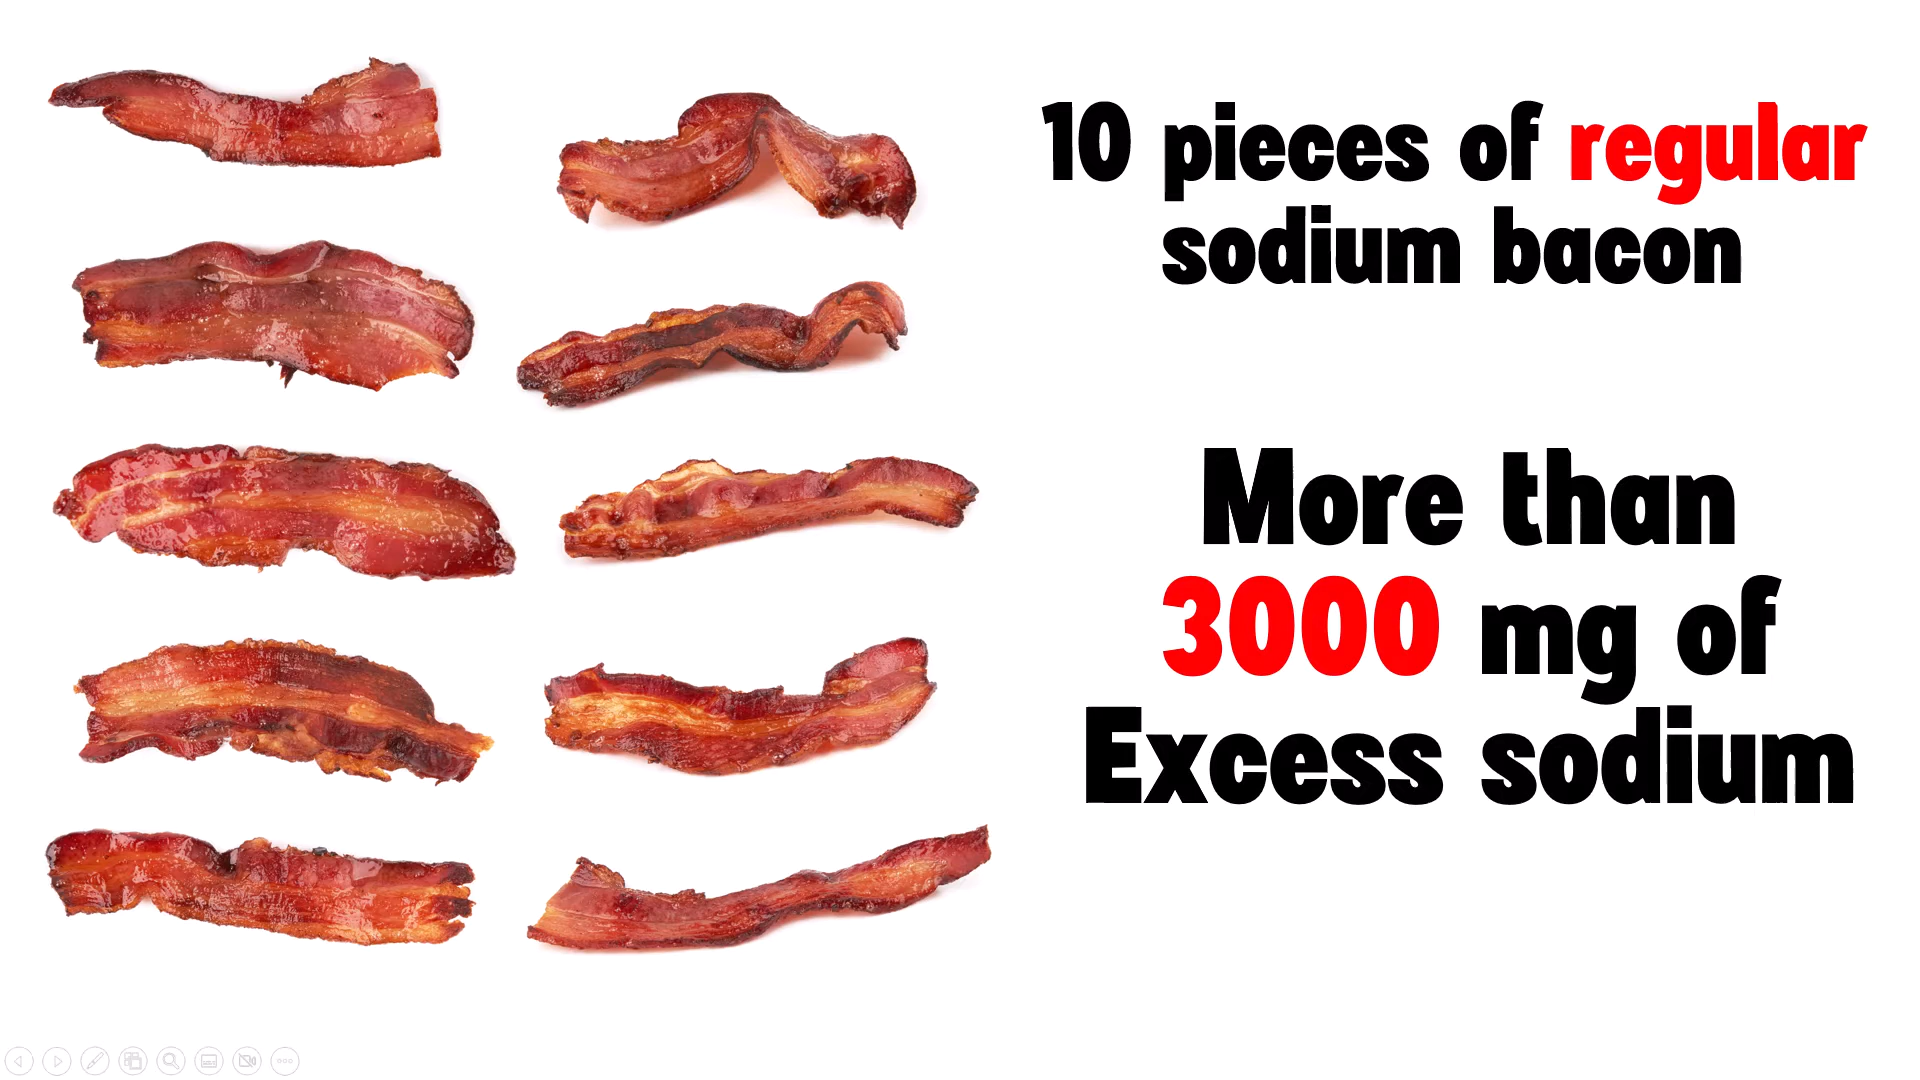 10 pieces of regular
sodium bacon
More than
3000 mg of
Excess sodium